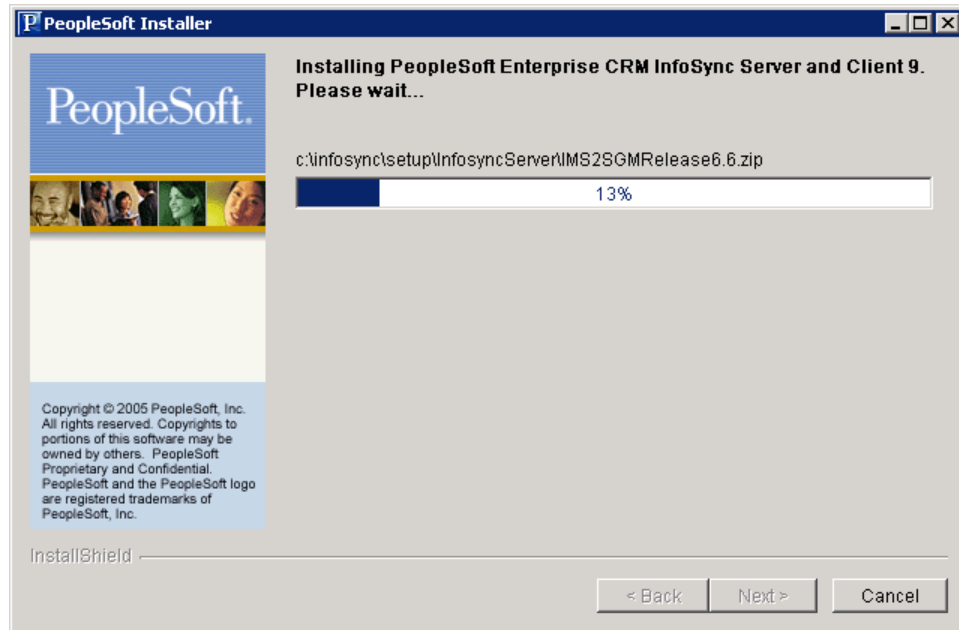 PeopleSoft Installer
PeopleSoft.
Installing PeopleSoft Enterprise CRM InfoSync Server and Client 9.
Please wait...
c:\infosync\setup\InfosyncServer\IMS2SGMRelease6.6.zip
13%
Copyright © 2005 PeopleSoft, Inc.
All rights reserved. Copyrights to
portions of this software may be
owned by others. PeopleSoft
Proprietary and Confidential.
PeopleSoft and the PeopleSoft logo
are registered trademarks of
PeopleSoft, Inc.
InstallShield
< Back
Next >
Cancel